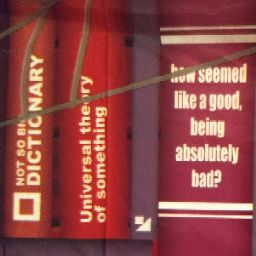 NOT SO BIG
DICTIONARY
Universal theory
of something
how seemed
like a good,
being
absolutely
bad?